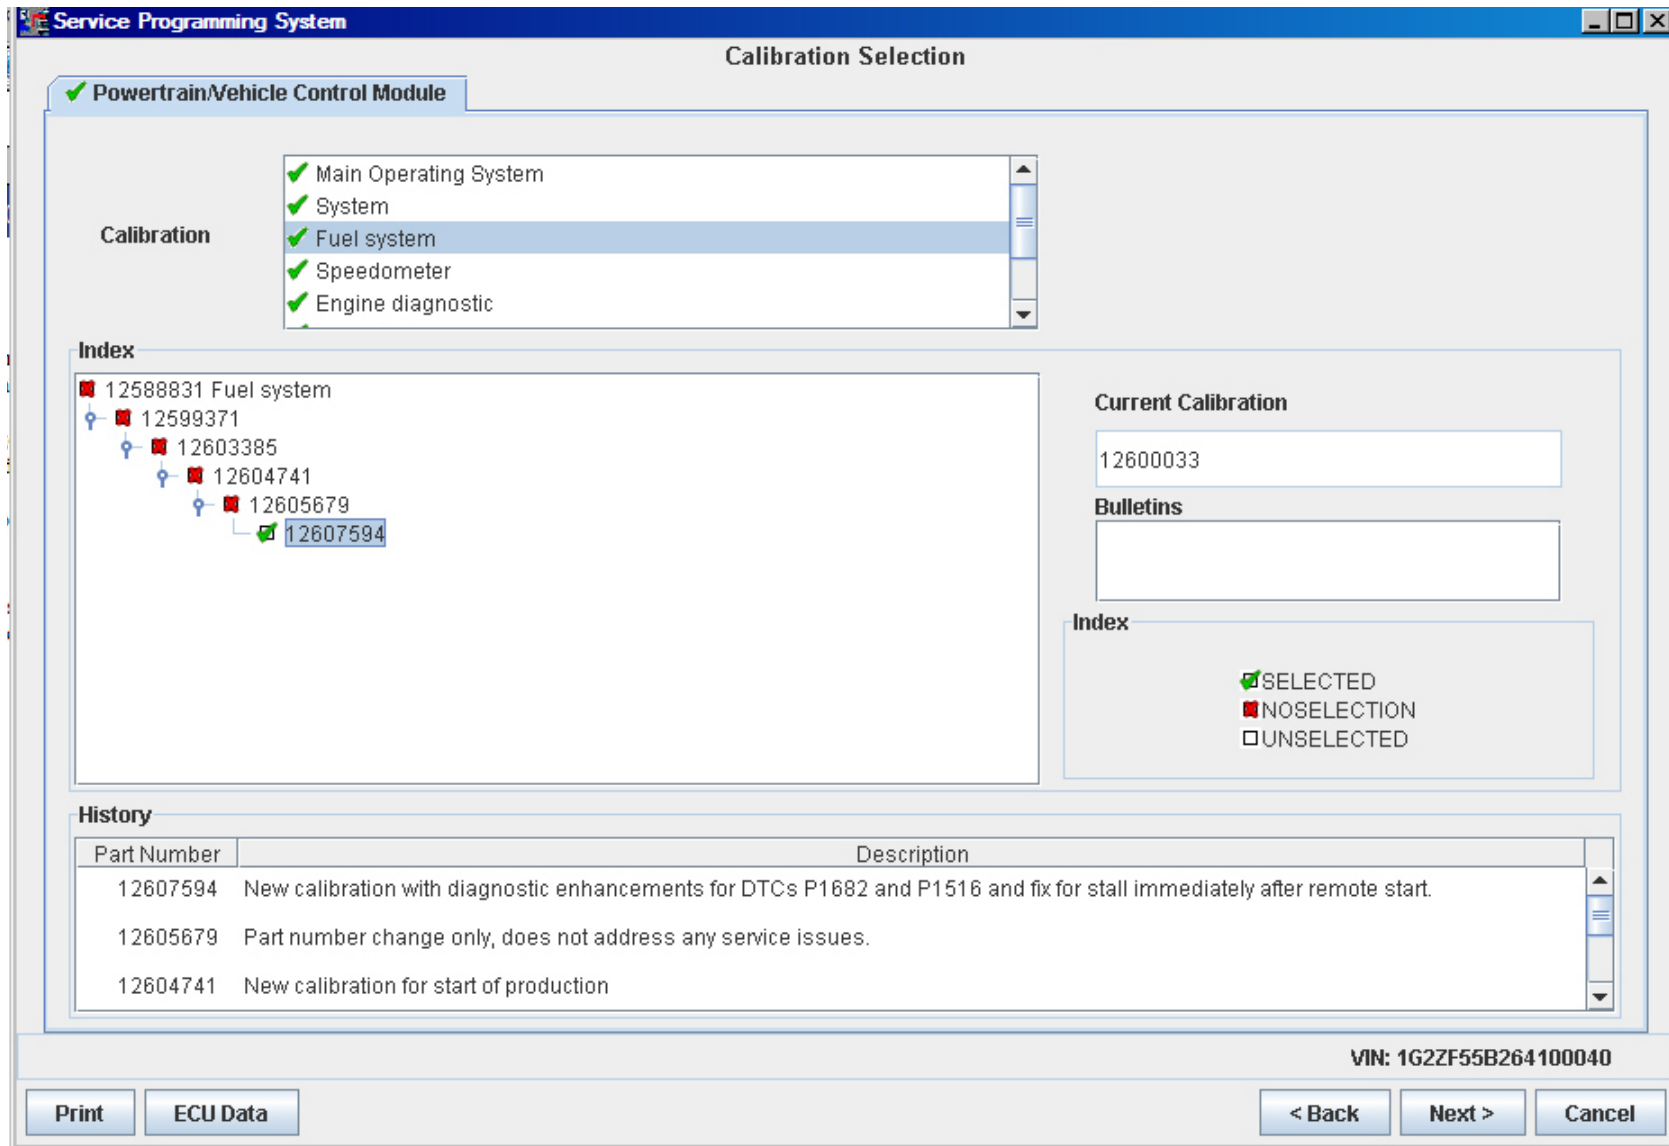 Service Programming System
Calibration Selection
Powertrain/Vehicle Control Module
Calibration
Main Operating System
System
Fuel system
Speedometer
Engine diagnostic
Index
12588831 Fuel system
12599371
12603385
12604741
12605679
12607594
Current Calibration
12600033
Bulletins
Index
SELECTED
NOSELECTION
UNSELECTED
History
Part Number Description
12607594 New calibration with diagnostic enhancements for DTCs P1682 and P1516 and fix for stall immediately after remote start.
12605679 Part number change only, does not address any service issues.
12604741 New calibration for start of production
VIN: 1G2ZF55B264100040
Print ECU Data < Back Next > Cancel